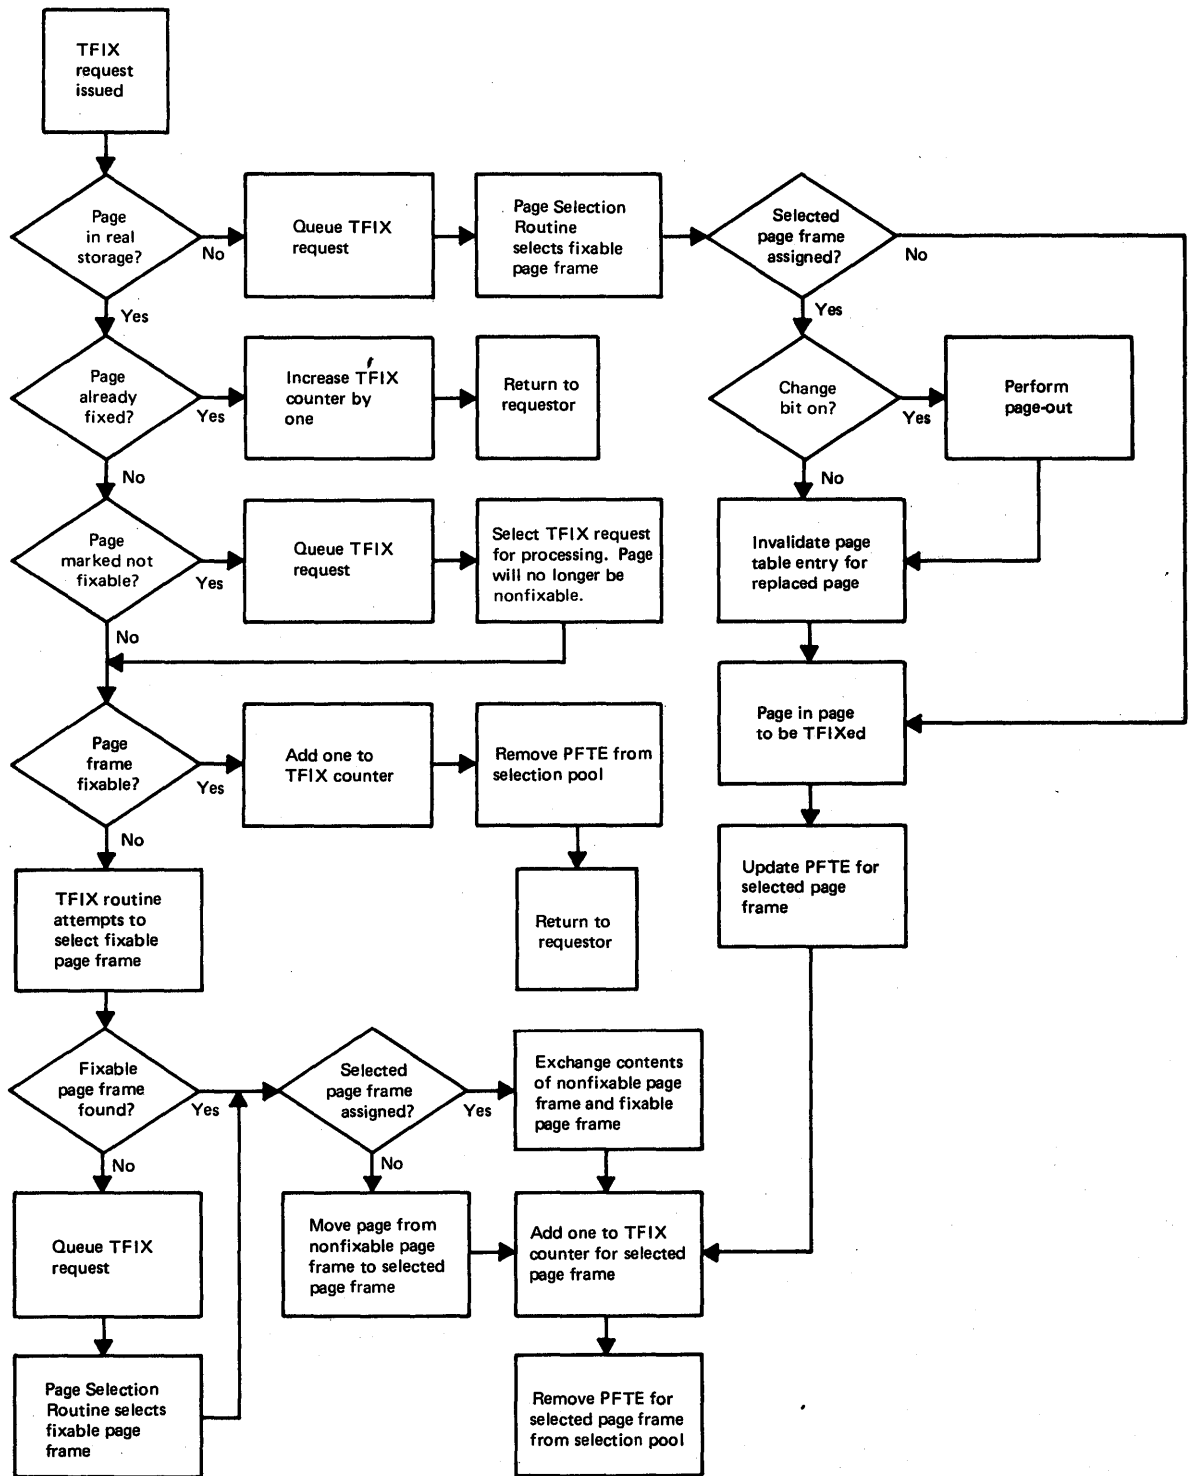 TFIX
request
issued
Page
in real
storage?
No
Yes
Queue TFIX
request
Page Selection
Routine
selects fixable
page frame
Selected
page frame
assigned?
No
Yes
Page
already
fixed?
Yes
No
Increase TFIX
counter by
one
Return to
requestor
Change
bit on?
Yes
No
Perform
page-out
Page
marked not
fixable?
Yes
No
Queue TFIX
request
Select TFIX request
for processing. Page
will no longer be
nonfixable.
Invalidate page
table entry for
replaced page
Page
frame
fixable?
Yes
No
Add one to
TFIX counter
Remove PFTE from
selection pool
Return to
requestor
Page in page
to be TFIXed
Update PFTE for
selected page
frame
TFIX routine
attempts to
select fixable
page frame
Fixable
page frame
found?
Yes
No
Selected
page frame
assigned?
Yes
No
Exchange contents
of nonfixable page
frame and fixable
page frame
Queue TFIX
request
Move page from
nonfixable page
frame to selected
page frame
Add one to TFIX
counter for selected
page frame
Page Selection
Routine selects
fixable page
frame
Remove PFTE for
selected page frame
from selection pool